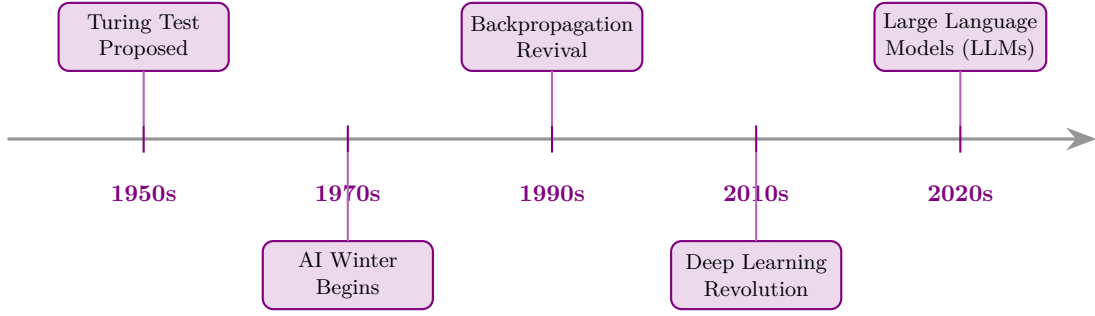 Turing Test
Proposed
Backpropagation
Revival
Large Language
Models (LLMs)
1950s
1970s
1990s
2010s
2020s
AI Winter
Begins
Deep Learning
Revolution